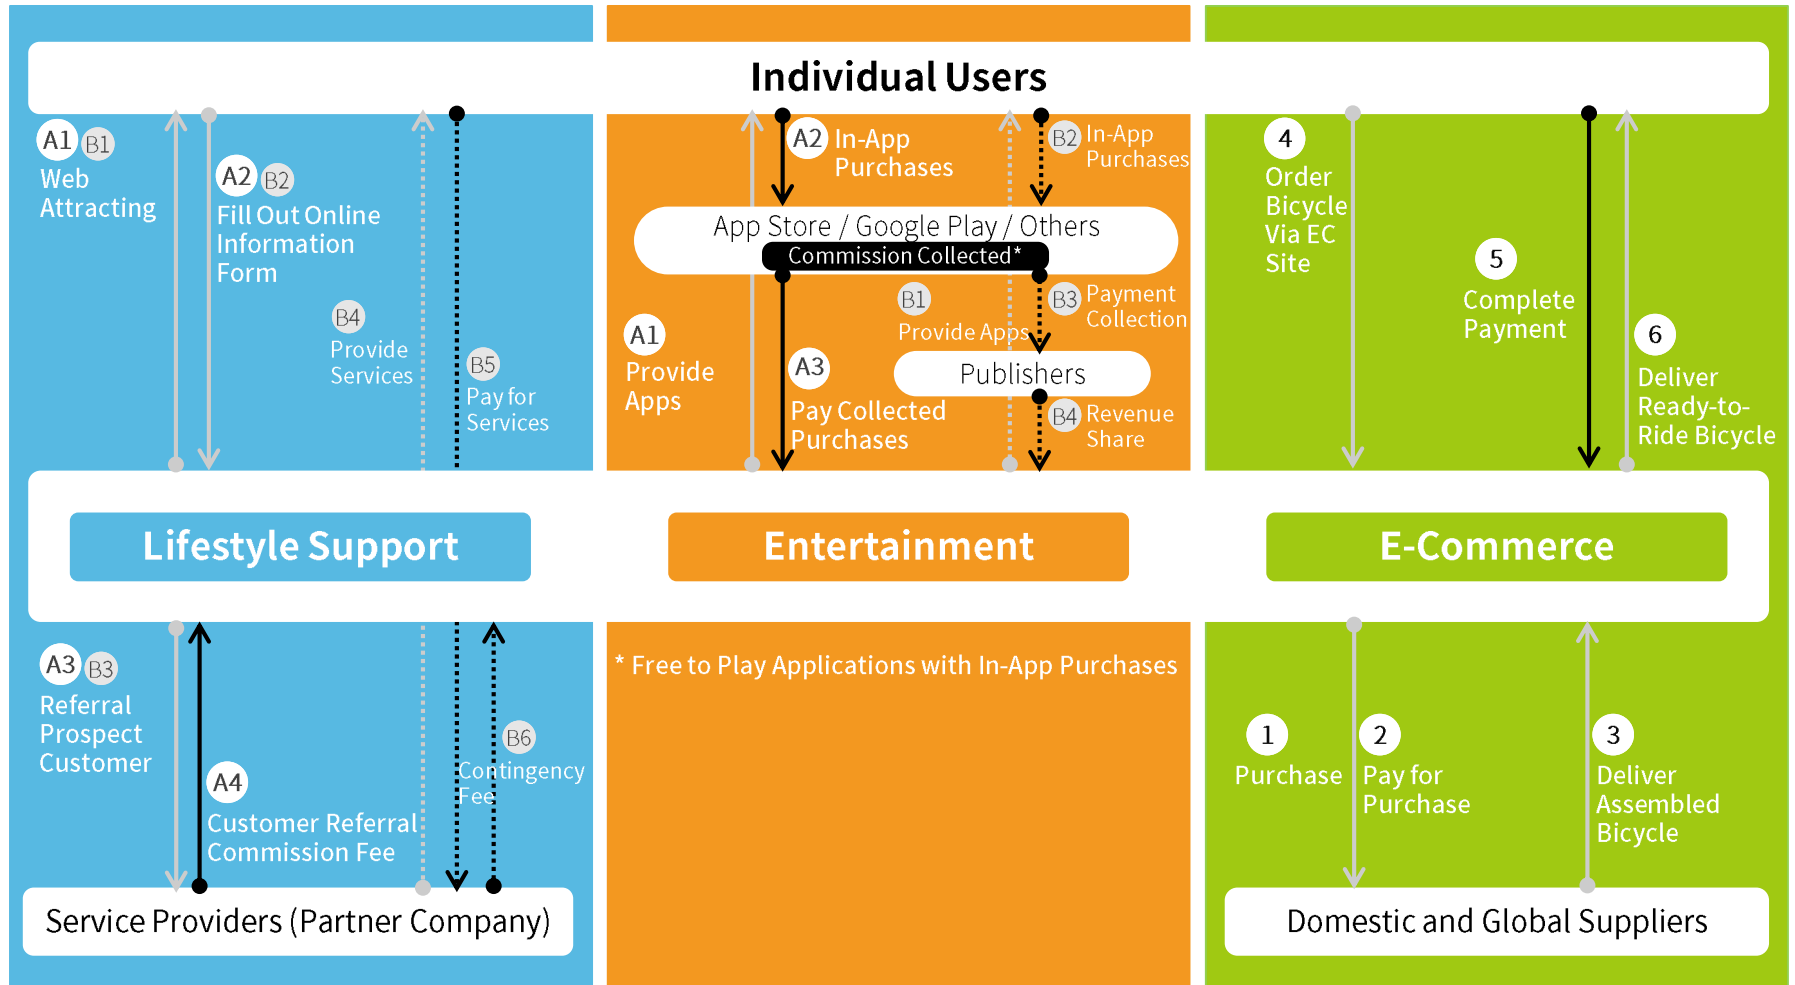 Individual Users
A1 B1
Web
Attracting
A2 B2
Fill Out Online
Information
Form
B4
Provide
Services
B5
Pay for
Services
A2 In-App
Purchases
B2 In-App
Purchases
App Store / Google Play / Others
Commission Collected*
A1
Provide
Apps
A3
Pay Collected
Purchases
B1
Provide Apps
B3 Payment
Collection
Publishers
B4 Revenue
Share
4
Order
Bicycle
Via EC
Site
5
Complete
Payment
6
Deliver
Ready-to-
Ride Bicycle
Lifestyle Support
Entertainment
E-Commerce
A3 B3
Referral
Prospect
Customer
A4
Customer Referral
Commission Fee
B6
Contingency
Fee
Service Providers (Partner Company)
* Free to Play Applications with In-App Purchases
1
Purchase
2
Pay for
Purchase
3
Deliver
Assembled
Bicycle
Domestic and Global Suppliers